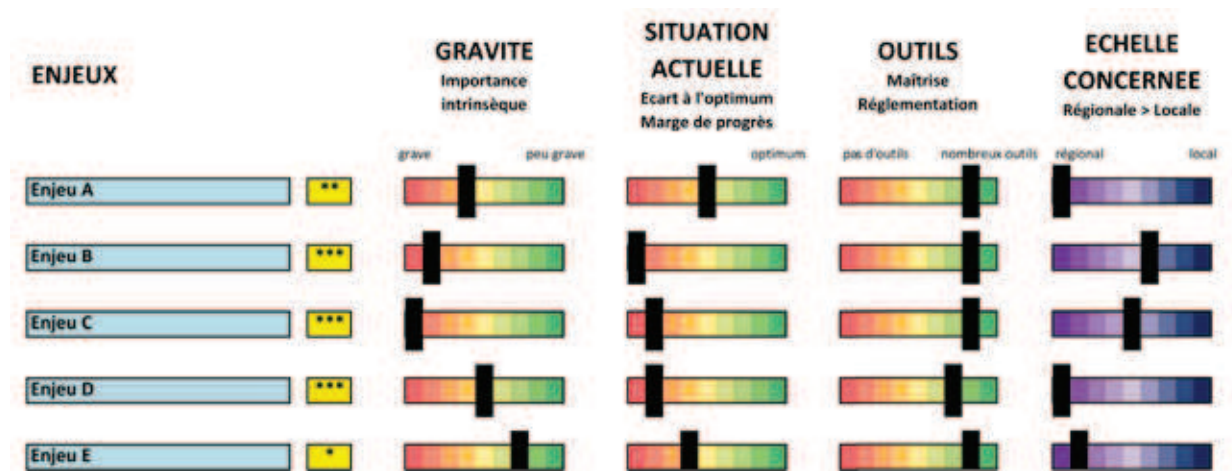 ENJEUX
GRAVITE
Importance
intrinsèque
SITUATION
ACTUELLE
Ecart à l'optimum
Marge de progrès
OUTILS
Maîtrise
Réglementation
ECHELLE
CONCERNEE
Régionale > Locale
grave peu grave optimum pas d'outils nombreux outils régional local
Enjeu A **
Enjeu B ***
Enjeu C ***
Enjeu D ***
Enjeu E *